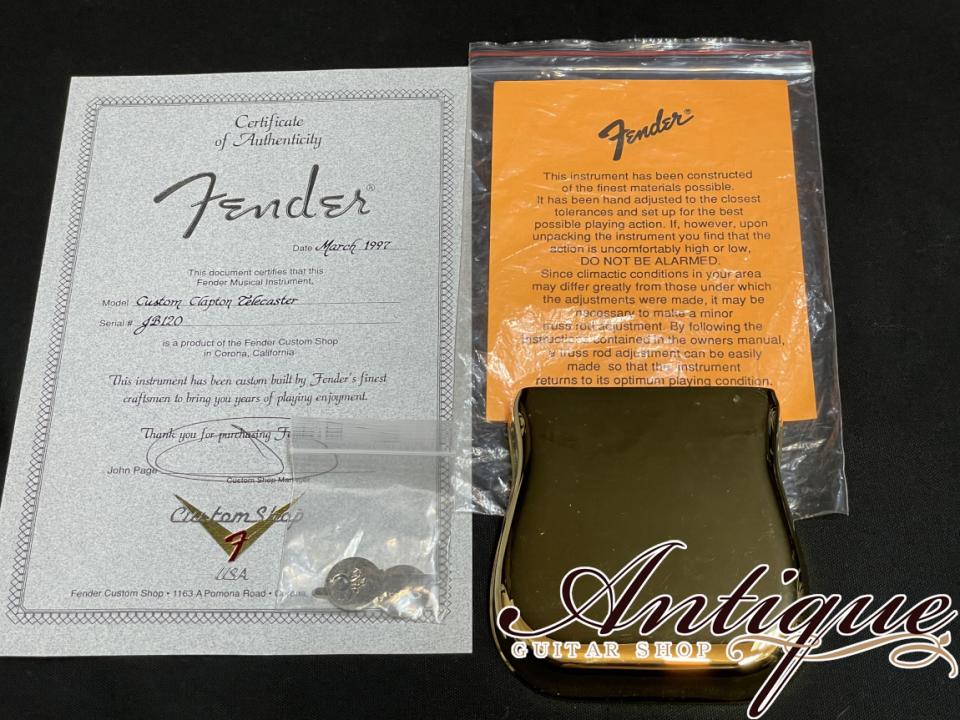 Certificate
of Authenticity
Fender®
Date March 1997
This document certifies that this
Fender Musical Instrument,
Model Custom Clapton Telecaster
Serial # JB120
is a product of the Fender Custom Shop
in Corona, California
This instrument has been custom built by Fender's finest
craftsmen to bring you years of playing enjoyment.
Thank you for purchasing
John Page
Custom Shop
Custom Shop
USA
Fender Custom Shop • 1163 A Pomona Road •
Fender®
This instrument has been constructed
of the finest materials possible.
It has been hand adjusted to the closest
tolerances and set up for the best
possible playing action. If, however, upon
unpacking the instrument you find that the
action is uncomfortably high or low,
DO NOT BE ALARMED.
Since climactic conditions in your area
may differ greatly from those under which
the adjustments were made, it may be
necessary to make a minor
truss rod adjustment. By following the
instructions contained in the owners manual,
a truss rod adjustment can be easily
made so that the instrument
returns to its optimum playing condition.
Antique
GUITAR SHOP